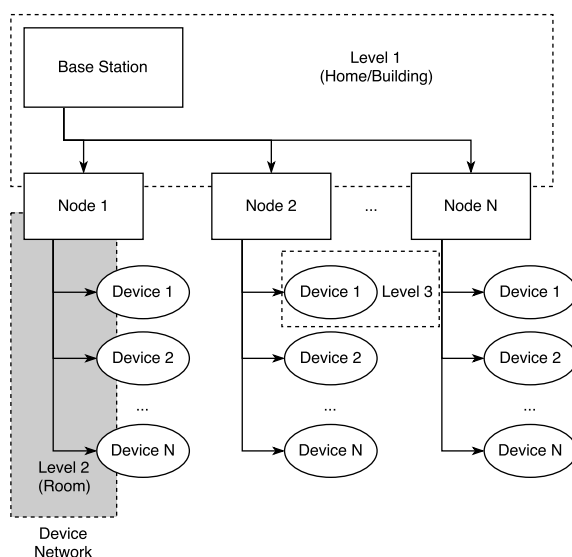 Base Station
Level 1
(Home/Building)
Node 1
Node 2
...
Node N
Device 1
Device 1
Level 3
Device 1
Device 2
Device 2
Device 2
...
...
...
Device N
Device N
Device N
Level 2
(Room)
Device
Network